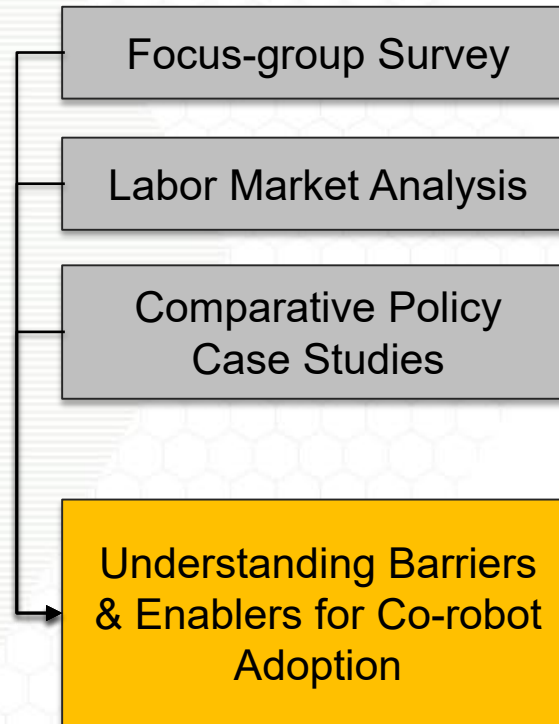 Focus-group Survey
Labor Market Analysis
Comparative Policy
Case Studies
Understanding Barriers
& Enablers for Co-robot
Adoption